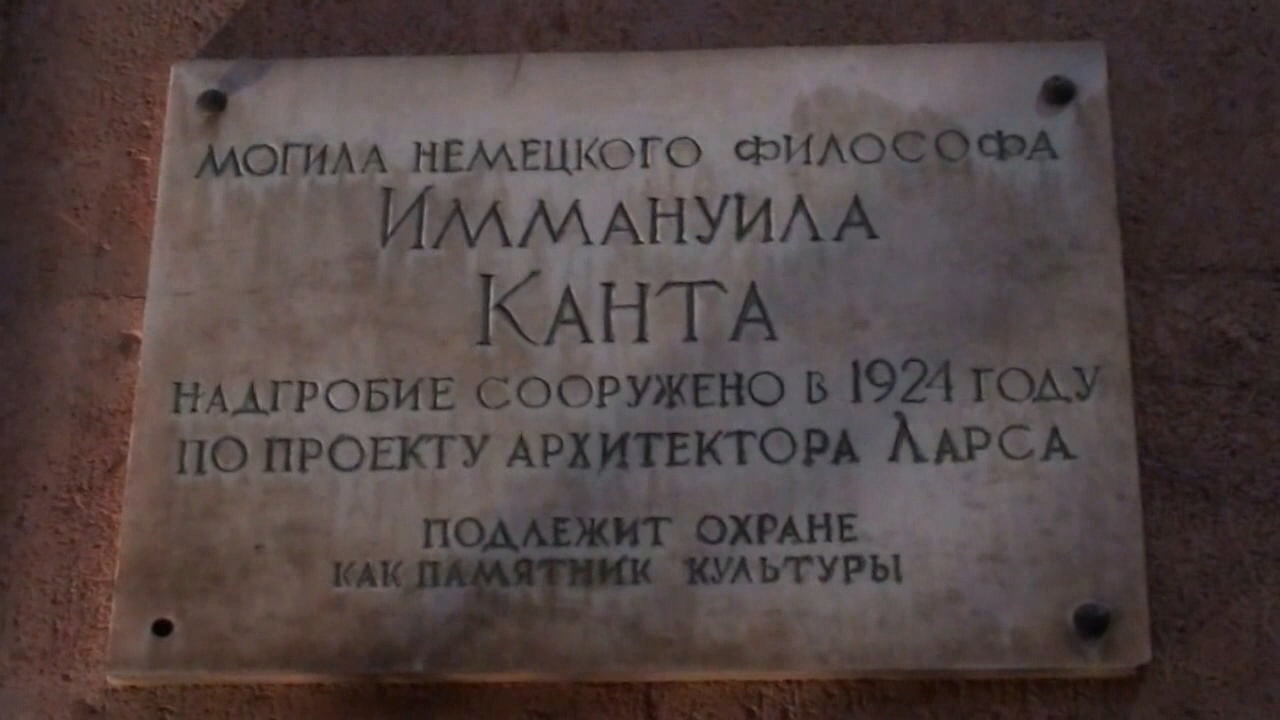 МОГИЛА НЕМЕЦКОГО ФИЛОСОФА
ИММАНУИЛА
КАНТА
НАДГРОБИЕ СООРУЖЕНО В 1924 ГОДУ
ПО ПРОЕКТУ АРХИТЕКТОРА ЛАРСА
ПОДЛЕЖИТ ОХРАНЕ
КАК ПАМЯТНИК КУЛЬТУРЫ